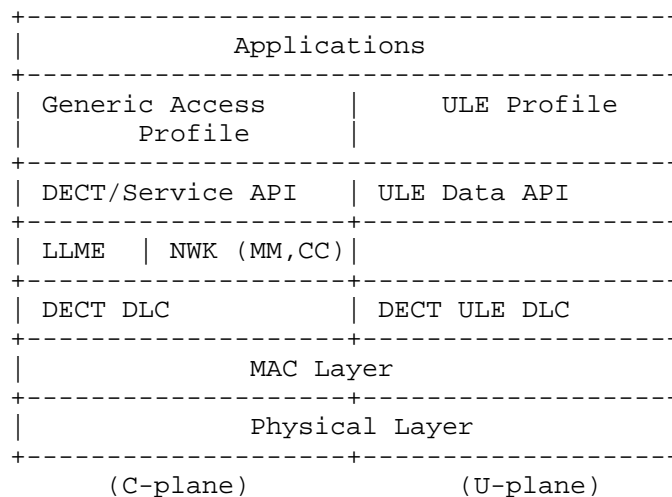 Applications
Generic Access | ULE Profile
Profile |
DECT/Service API | ULE Data API
LLME | NWK (MM,CC)|
DECT DLC | DECT ULE DLC
MAC Layer
Physical Layer
(C-plane) (U-plane)